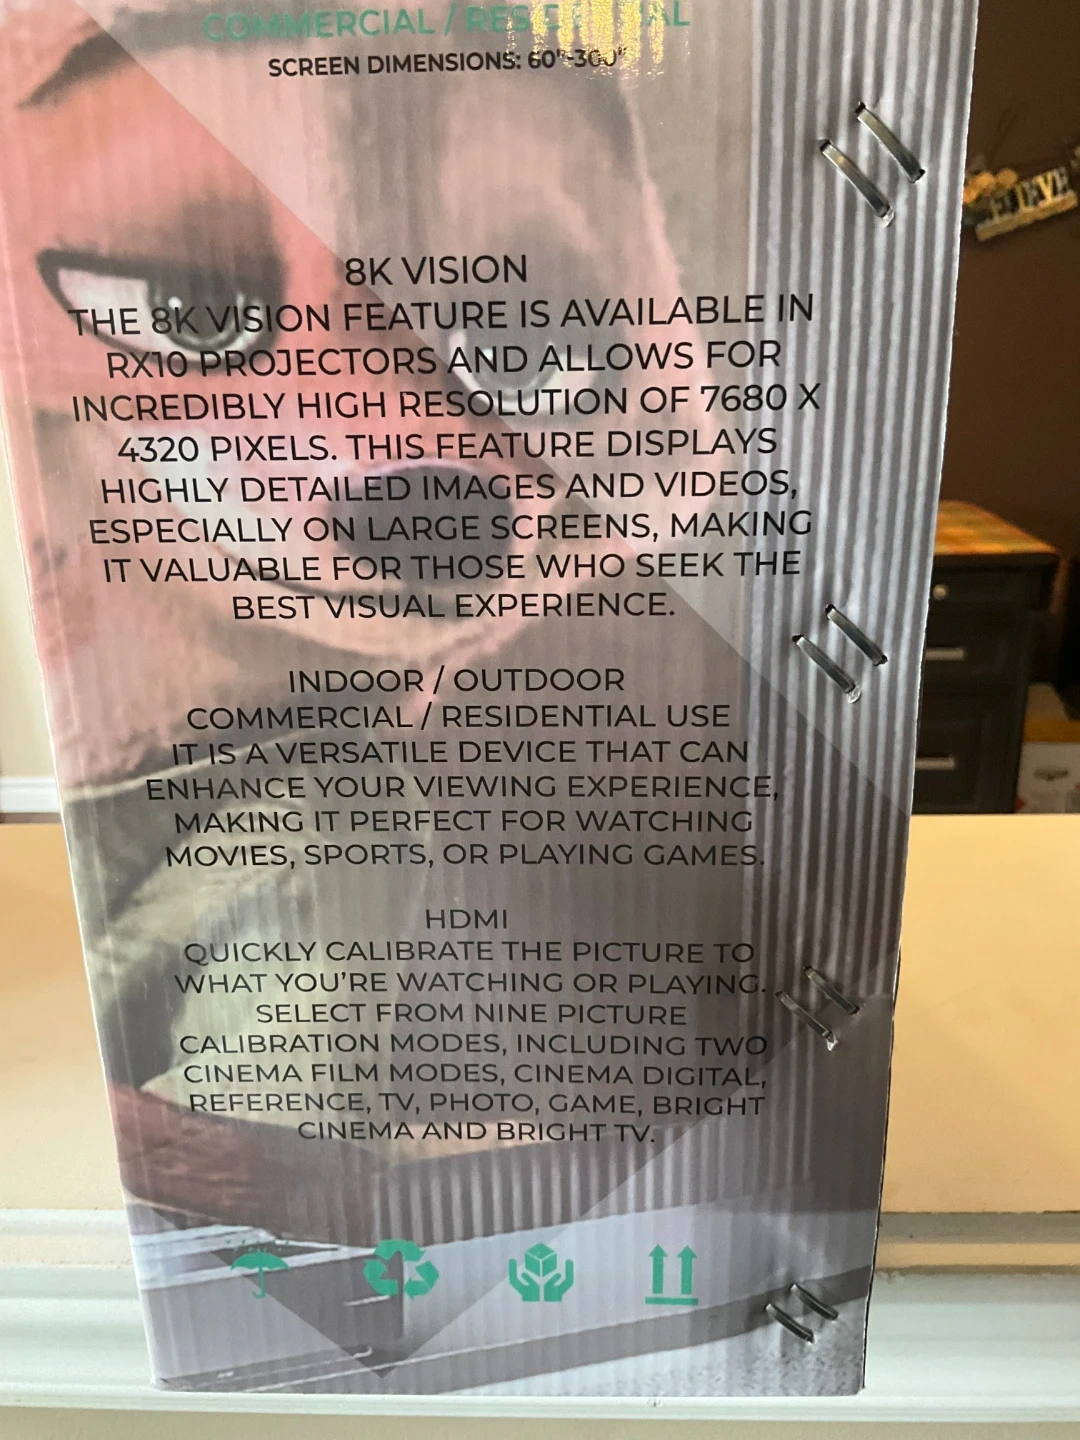 COMMERCIAL / RESIDENTIAL
SCREEN DIMENSIONS: 60"-300"
8K VISION
THE 8K VISION FEATURE IS AVAILABLE IN
RX10 PROJECTORS AND ALLOWS FOR
INCREDIBLY HIGH RESOLUTION OF 7680 X
4320 PIXELS. THIS FEATURE DISPLAYS
HIGHLY DETAILED IMAGES AND VIDEOS,
ESPECIALLY ON LARGE SCREENS, MAKING
IT VALUABLE FOR THOSE WHO SEEK THE
BEST VISUAL EXPERIENCE.
INDOOR / OUTDOOR
COMMERCIAL / RESIDENTIAL USE
IT IS A VERSATILE DEVICE THAT CAN
ENHANCE YOUR VIEWING EXPERIENCE,
MAKING IT PERFECT FOR WATCHING
MOVIES, SPORTS, OR PLAYING GAMES.
HDMI
QUICKLY CALIBRATE THE PICTURE TO
WHAT YOU'RE WATCHING OR PLAYING.
SELECT FROM NINE PICTURE
CALIBRATION MODES, INCLUDING TWO
CINEMA FILM MODES, CINEMA DIGITAL,
REFERENCE, TV, PHOTO, GAME, BRIGHT
CINEMA AND BRIGHT TV.